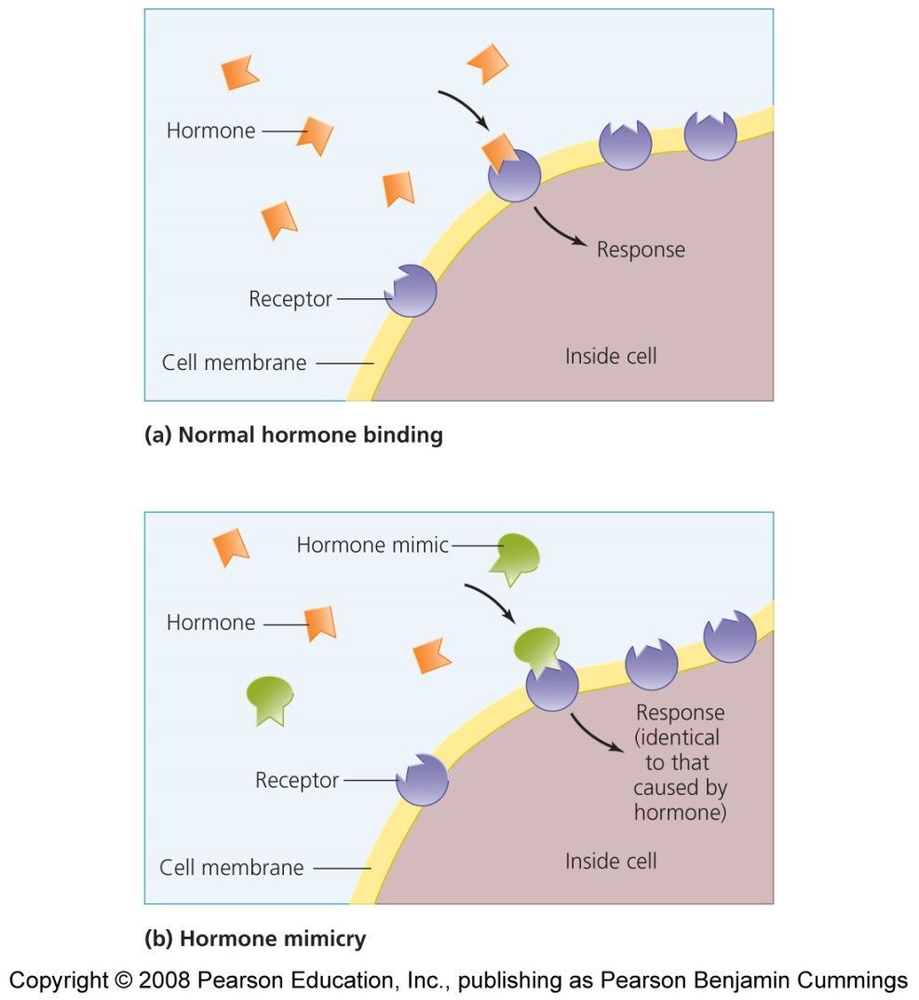 Hormone
Response
Receptor
Cell membrane
Inside cell
(a) Normal hormone binding
Hormone mimic
Hormone
Response
(identical
to that
caused by
hormone)
Receptor
Cell membrane
Inside cell
(b) Hormone mimicry
Copyright © 2008 Pearson Education, Inc., publishing as Pearson Benjamin Cummings